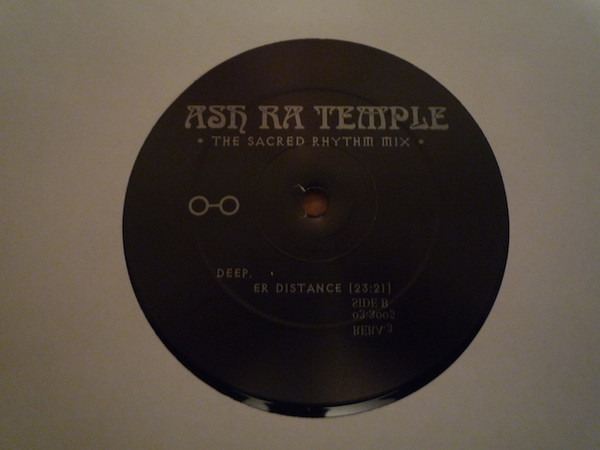 ASH RA TEMPLE
• THE SACRED RHYTHM MIX •
DEEP.
ER DISTANCE [23:21]
SIDE B